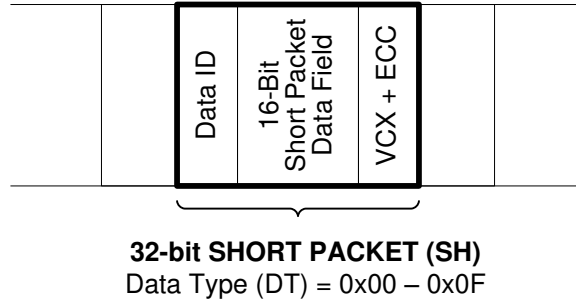 Data ID
16-Bit
Short Packet
Data Field
VCX + ECC
32-bit SHORT PACKET (SH)
Data Type (DT) = 0x00 – 0x0F